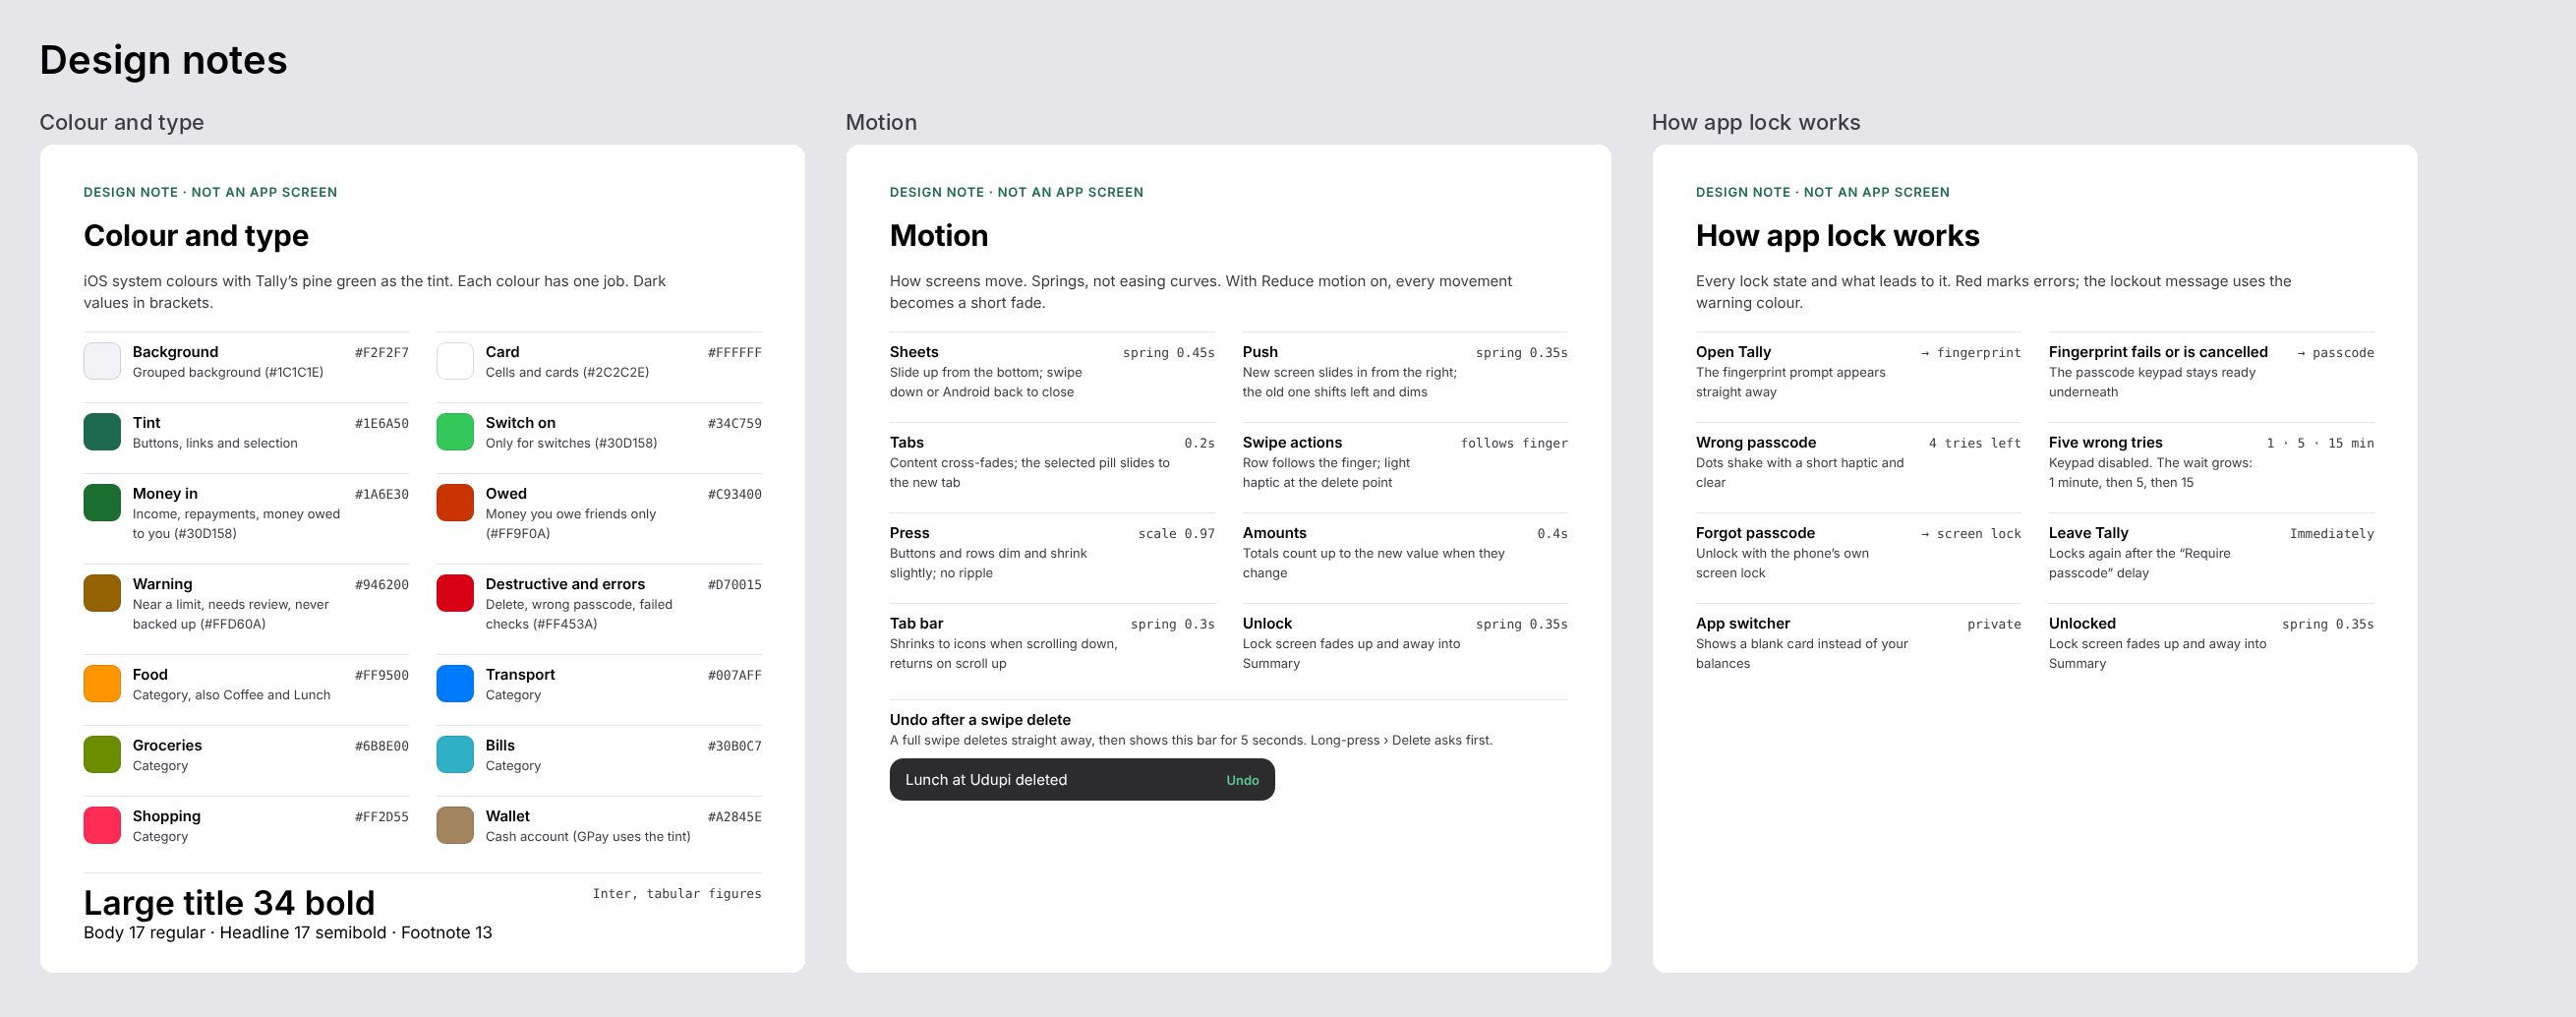 Design notes
Colour and type
DESIGN NOTE · NOT AN APP SCREEN
Colour and type
iOS system colours with Tally’s pine green as the tint. Each colour has one job. Dark
values in brackets.
Background #F2F2F7
Grouped background (#1C1C1E)
Card #FFFFFF
Cells and cards (#2C2C2E)
Tint #1E6A50
Buttons, links and selection
Switch on #34C759
Only for switches (#30D158)
Money in #1A6E30
Income, repayments, money owed
to you (#30D158)
Owed #C93400
Money you owe friends only
(#FF9F0A)
Warning #946200
Near a limit, needs review, never
backed up (#FFD60A)
Destructive and errors #D70015
Delete, wrong passcode, failed
checks (#FF453A)
Food #FF9500
Category, also Coffee and Lunch
Transport #007AFF
Category
Groceries #6B8E00
Category
Bills #30B0C7
Category
Shopping #FF2D55
Category
Wallet #A2845E
Cash account (GPay uses the tint)
Large title 34 bold Inter, tabular figures
Body 17 regular · Headline 17 semibold · Footnote 13
Motion
DESIGN NOTE · NOT AN APP SCREEN
Motion
How screens move. Springs, not easing curves. With Reduce motion on, every movement
becomes a short fade.
Sheets spring 0.45s
Slide up from the bottom; swipe
down or Android back to close
Push spring 0.35s
New screen slides in from the right;
the old one shifts left and dims
Tabs 0.2s
Content cross-fades; the selected pill slides to
the new tab
Swipe actions follows finger
Row follows the finger; light
haptic at the delete point
Press scale 0.97
Buttons and rows dim and shrink
slightly; no ripple
Amounts 0.4s
Totals count up to the new value when they
change
Tab bar spring 0.3s
Shrinks to icons when scrolling down,
returns on scroll up
Unlock spring 0.35s
Lock screen fades up and away into
Summary
Undo after a swipe delete
A full swipe deletes straight away, then shows this bar for 5 seconds. Long-press › Delete asks first.
Lunch at Udupi deleted Undo
How app lock works
DESIGN NOTE · NOT AN APP SCREEN
How app lock works
Every lock state and what leads to it. Red marks errors; the lockout message uses the
warning colour.
Open Tally → fingerprint
The fingerprint prompt appears
straight away
Fingerprint fails or is cancelled → passcode
The passcode keypad stays ready
underneath
Wrong passcode 4 tries left
Dots shake with a short haptic and
clear
Five wrong tries 1 · 5 · 15 min
Keypad disabled. The wait grows:
1 minute, then 5, then 15
Forgot passcode → screen lock
Unlock with the phone’s own
screen lock
Leave Tally Immediately
Locks again after the “Require
passcode” delay
App switcher private
Shows a blank card instead of your
balances
Unlocked spring 0.35s
Lock screen fades up and away into
Summary